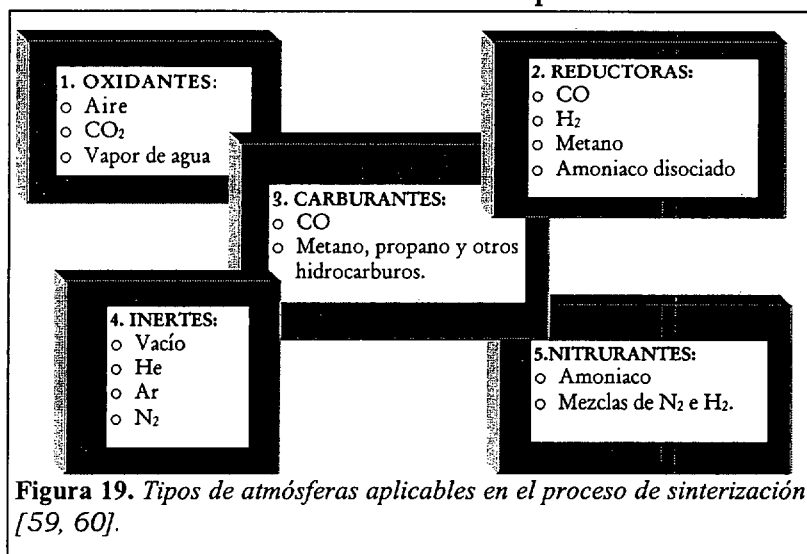 1. OXIDANTES:
○ Aire
○ CO₂
○ Vapor de agua
2. REDUCTORAS:
○ CO
○ H₂
○ Metano
○ Amoniaco disociado
3. CARBURANTES:
○ CO
○ Metano, propano y otros
hidrocarburos.
4. INERTES:
○ Vacío
○ He
○ Ar
○ N₂
5.NITRURANTES:
○ Amoniaco
○ Mezclas de N₂ e H₂.
Figura 19. Tipos de atmósferas aplicables en el proceso de sinterización
[59, 60].